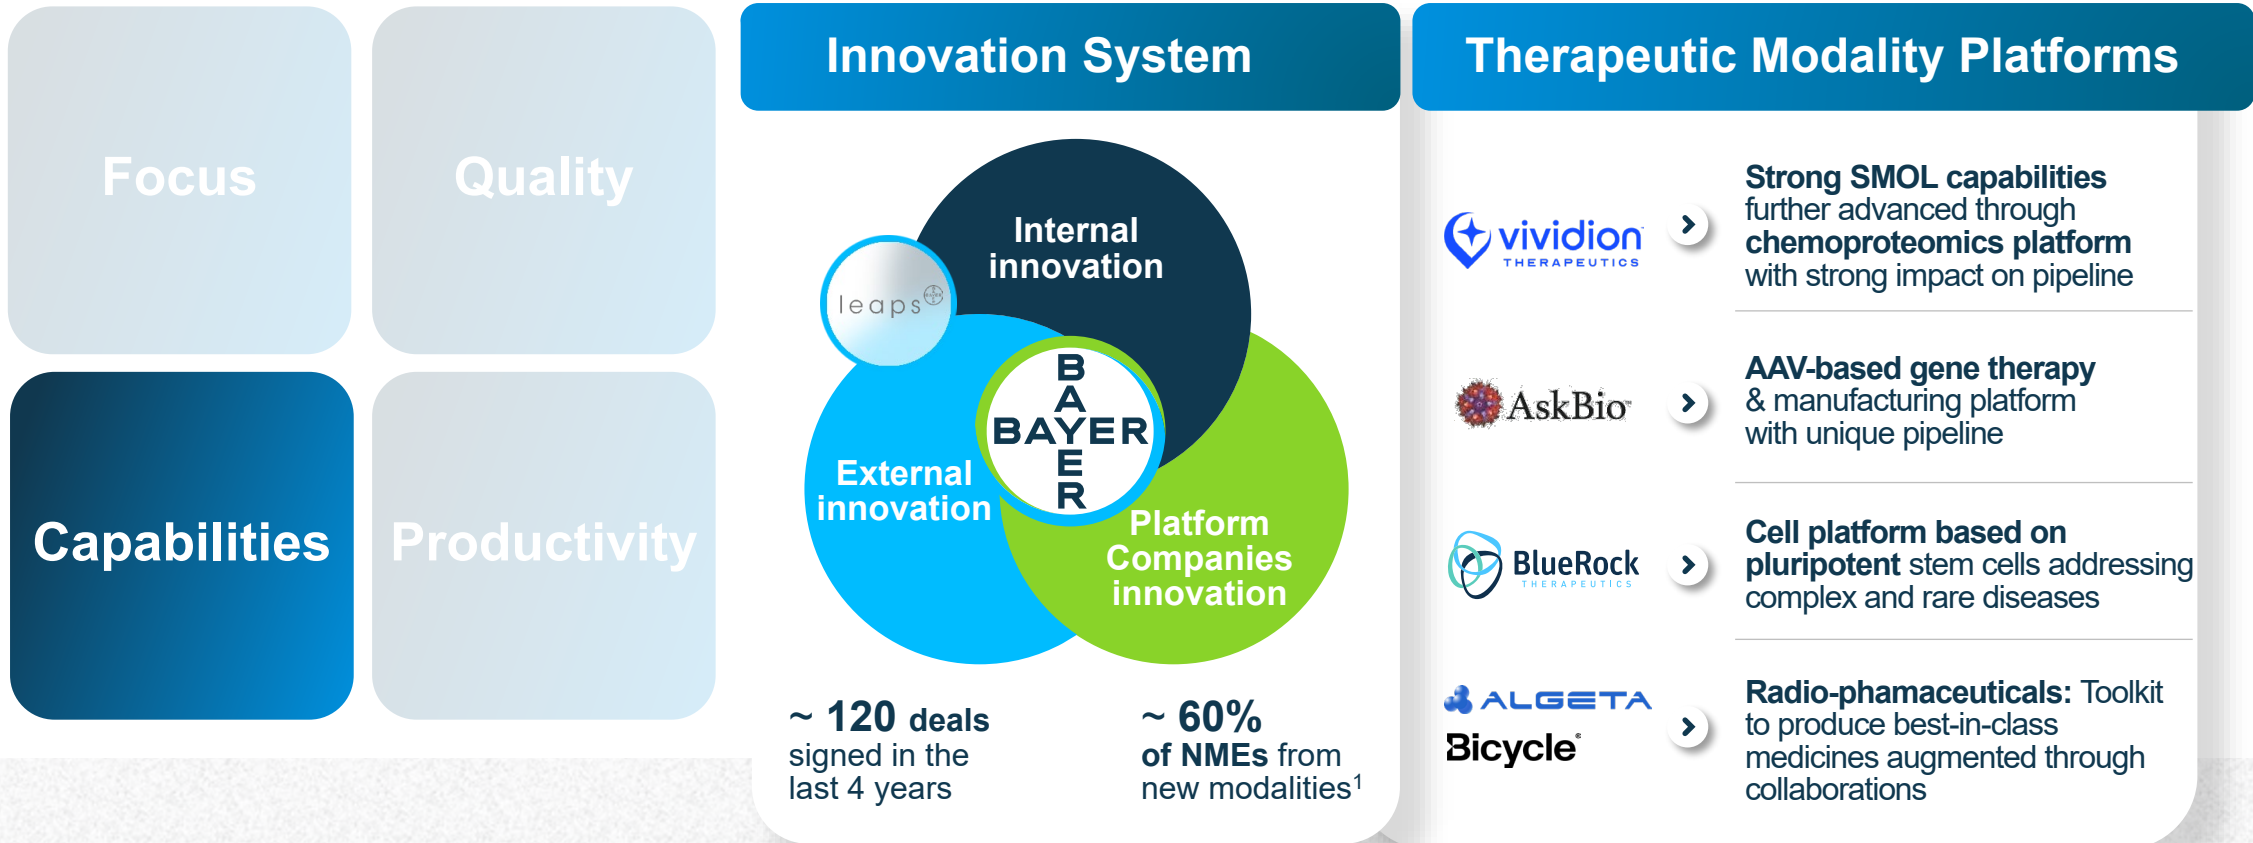 Focus
Quality
Capabilities
Productivity
Innovation System
Internal
innovation
leaps
BAYER
BAYER
External
innovation
Platform
Companies
innovation
~ 120 deals
signed in the
last 4 years
~ 60%
of NMEs from
new modalities¹
Therapeutic Modality Platforms
vividion
THERAPEUTICS
Strong SMOL capabilities
further advanced through
chemoproteomics platform
with strong impact on pipeline
AskBio™
AAV-based gene therapy
& manufacturing platform
with unique pipeline
BlueRock
THERAPEUTICS
Cell platform based on
pluripotent stem cells addressing
complex and rare diseases
ALGETA
Bicycle®
Radio-phamaceuticals: Toolkit
to produce best-in-class
medicines augmented through
collaborations